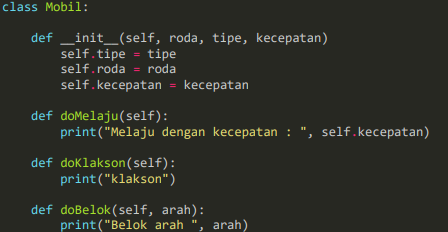 class Mobil:
    def __init__(self, roda, tipe, kecepatan)
        self.tipe = tipe
        self.roda = roda
        self.kecepatan = kecepatan
    def doMelaju(self):
        print("Melaju dengan kecepatan : ", self.kecepatan)
    def doKlakson(self):
        print("klakson")
    def doBelok(self, arah):
        print("Belok arah ", arah)